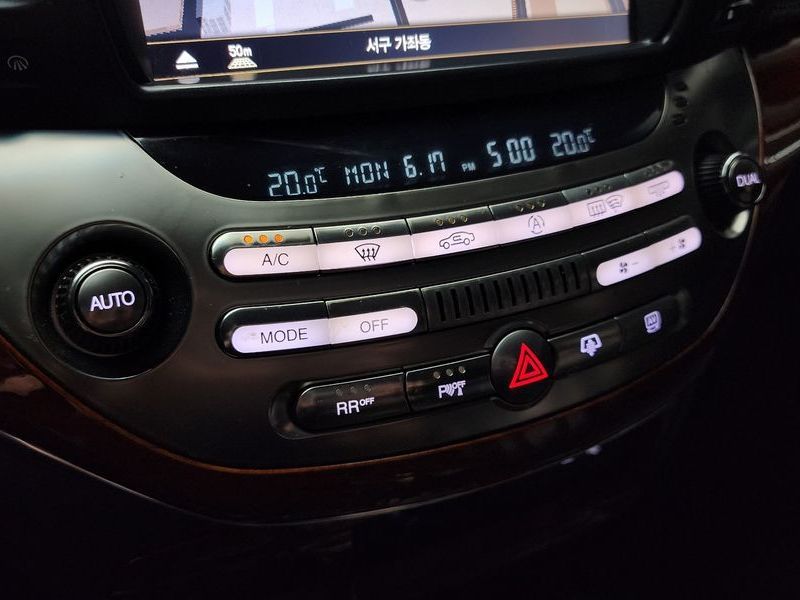 50m
서구 가좌동
20.0℃ MON 6.17 PM 5:00 20.0℃
DUAL
A/C
A
AUTO
MODE OFF
− +
RR OFF
P OFF